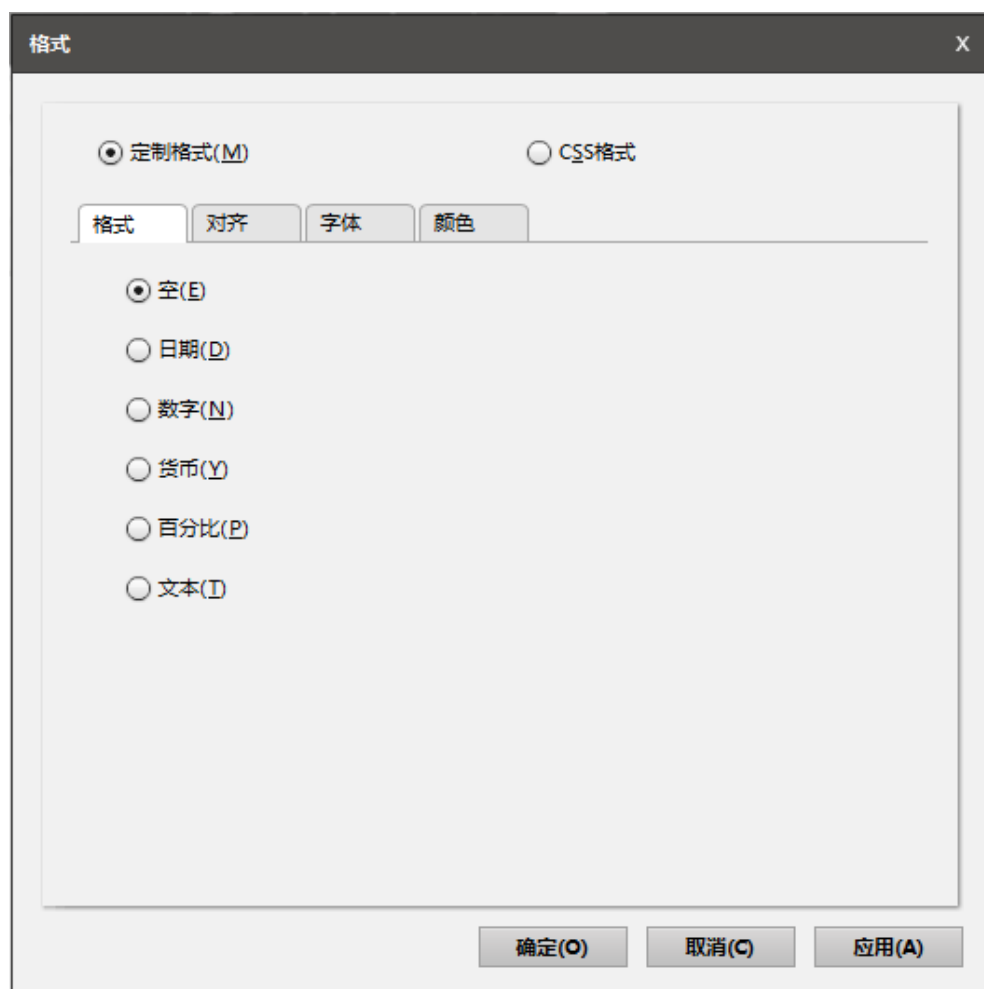 格式 X
定制格式(M) CSS格式
格式 对齐 字体 颜色
空(E)
日期(D)
数字(N)
货币(Y)
百分比(P)
文本(T)
确定(O) 取消(C) 应用(A)